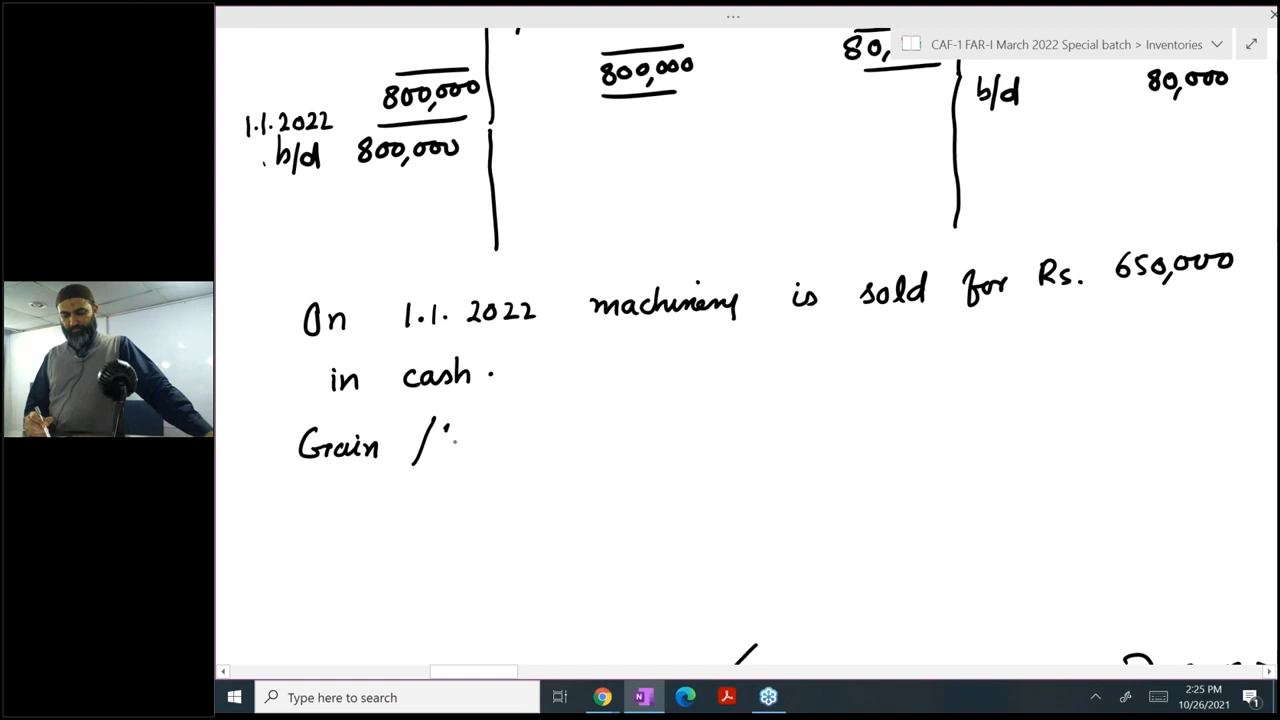 CAF-1 FAR-I March 2022 Special batch > Inventories
800,000
80,
800,000
b/d 80,000
1.1.2022
b/d 800,000
On 1.1.2022 machinery is sold for Rs. 650,000
in cash.
Gain /
Type here to search
2:25 PM
10/26/2021